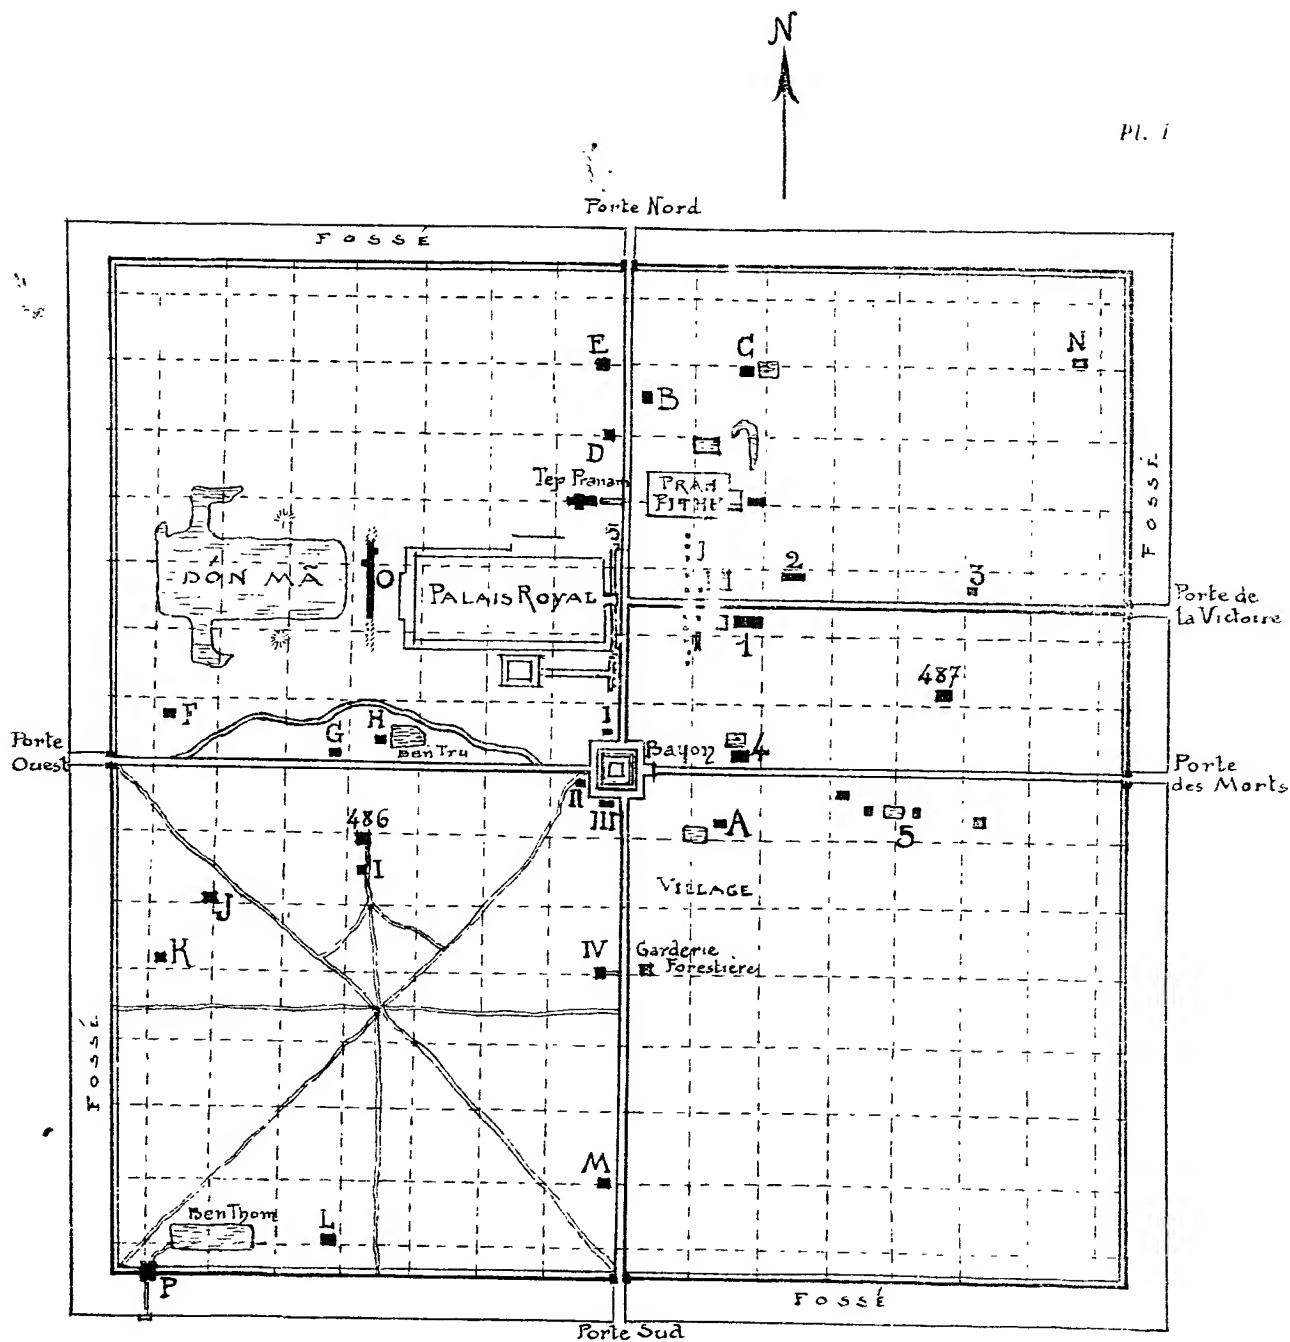 N
Pl. I
Porte Nord
FOSSÉ
E
C
N
B
D
Tep Pranam
PRAH
PITHU
FOSSÉ
DÓN MÃ
O
PALAIS ROYAL
2
3
Porte de
la Victoire
1
487
F
I
G
H
Ben Tru
Porte
Ouest
Bayon
4
Porte
des Morts
II
III
486
A
5
I
VILLAGE
J
K
IV
Garderie
Forestière
FOSSÉ
M
Ben Thom
L
P
FOSSÉ
Porte Sud